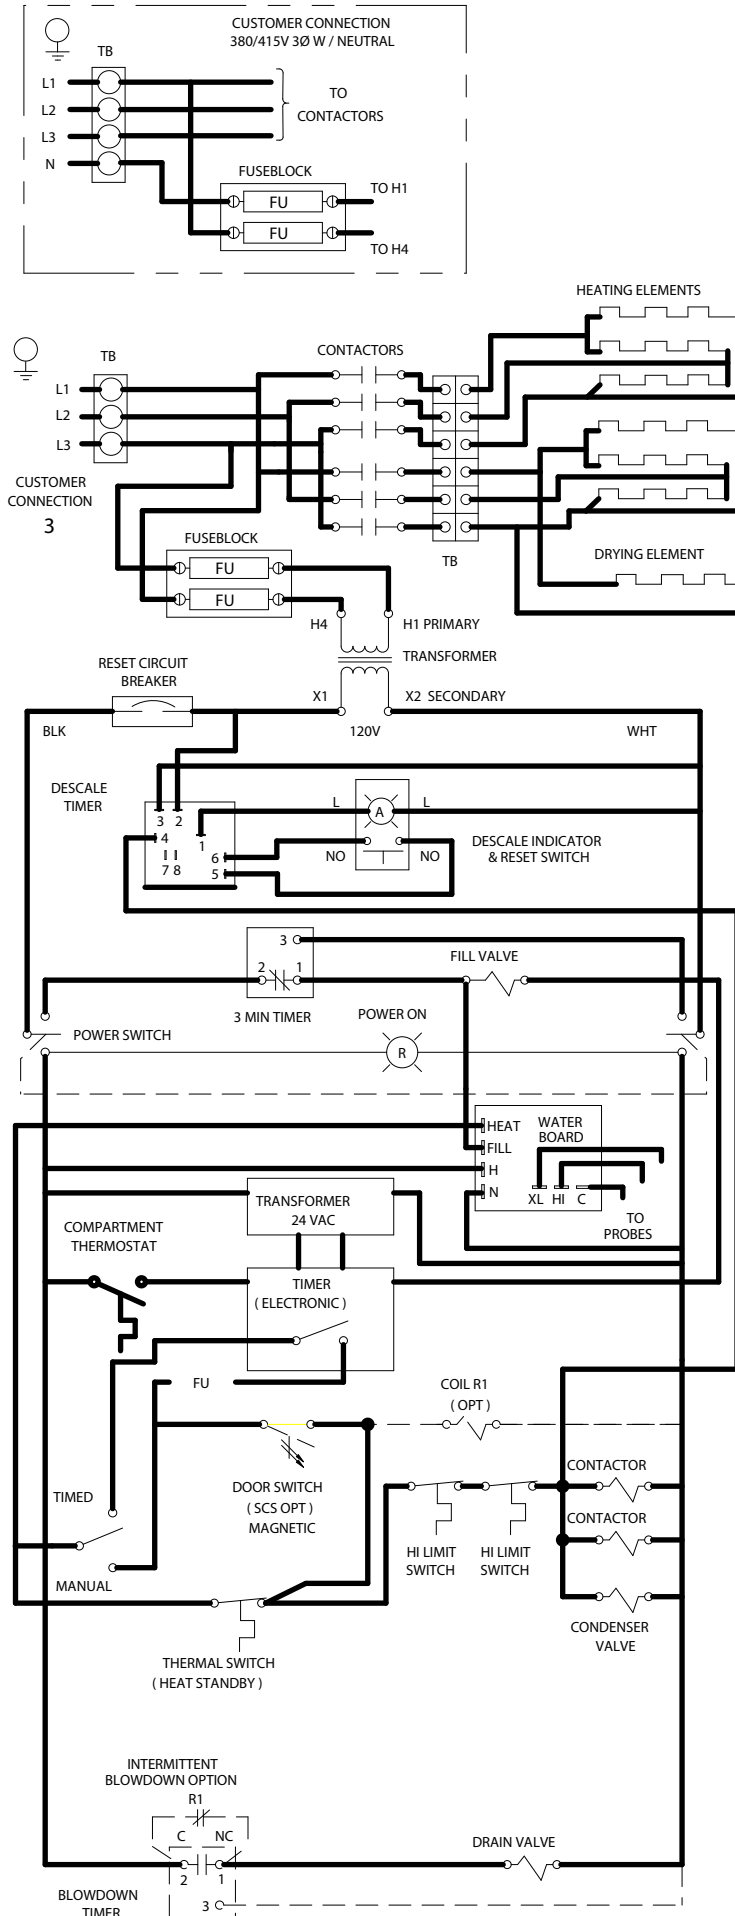 CUSTOMER CONNECTION
380/415V 3Ø W / NEUTRAL
TB
L1
L2
L3
N
TO
CONTACTORS
FUSEBLOCK
FU
TO H1
FU
TO H4
HEATING ELEMENTS
TB
CONTACTORS
L1
L2
L3
CUSTOMER
CONNECTION
3
FUSEBLOCK
FU
FU
TB
DRYING ELEMENT
H4
H1 PRIMARY
TRANSFORMER
RESET CIRCUIT
BREAKER
X1
X2 SECONDARY
BLK
120V
WHT
DESCALE
TIMER
3 2
4
1
7 8
6
5
L
A
L
NO
NO
DESCALE INDICATOR
& RESET SWITCH
3
2
1
3 MIN TIMER
FILL VALVE
POWER SWITCH
POWER ON
R
HEAT
FILL
H
N
WATER
BOARD
XL HI C
TO
PROBES
TRANSFORMER
24 VAC
COMPARTMENT
THERMOSTAT
TIMER
( ELECTRONIC )
FU
COIL R1
( OPT )
DOOR SWITCH
( SCS OPT )
MAGNETIC
TIMED
MANUAL
HI LIMIT
SWITCH
HI LIMIT
SWITCH
CONTACTOR
CONTACTOR
CONDENSER
VALVE
THERMAL SWITCH
( HEAT STANDBY )
INTERMITTENT
BLOWDOWN OPTION
R1
C
NC
2
1
3
DRAIN VALVE
BLOWDOWN
TIMER